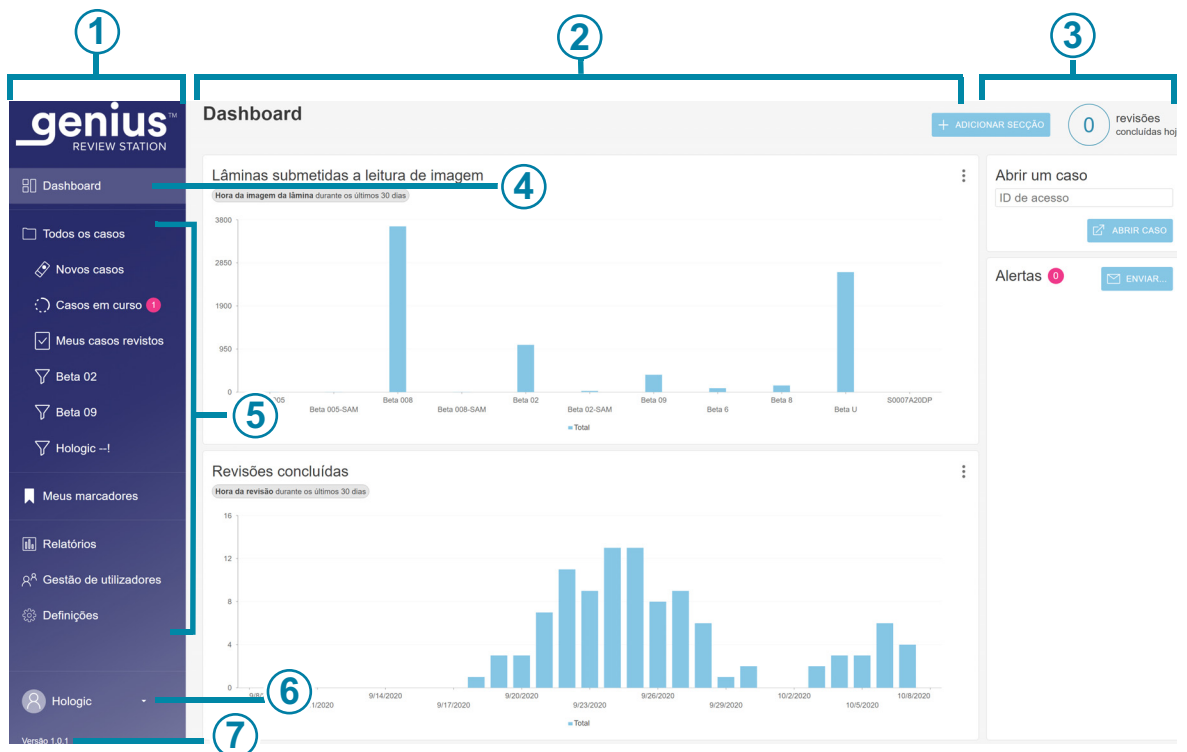 1
2
3
genius™
REVIEW STATION
Dashboard
4
Todos os casos
Novos casos
Casos em curso 1
Meus casos revistos
Beta 02
Beta 09
Hologic --!
5
Meus marcadores
Relatórios
Gestão de utilizadores
Definições
Hologic
6
Versão 1.0.1
7
Dashboard
+ ADICIONAR SECÇÃO
0
revisões
concluídas hoj
Lâminas submetidas a leitura de imagem
Hora da imagem da lâmina durante os últimos 30 dias
3800
2850
1900
950
0
005
Beta 005-SAM
Beta 008
Beta 008-SAM
Beta 02
Beta 02-SAM
Beta 09
Beta 6
Beta 8
Beta U
S0007A20DP
Total
Revisões concluídas
Hora da revisão durante os últimos 30 dias
16
12
8
4
0
9/8/
1/2020
9/14/2020
9/17/2020
9/20/2020
9/23/2020
9/26/2020
9/29/2020
10/2/2020
10/5/2020
10/8/2020
Total
Abrir um caso
ID de acesso
ABRIR CASO
Alertas 0
ENVIAR...